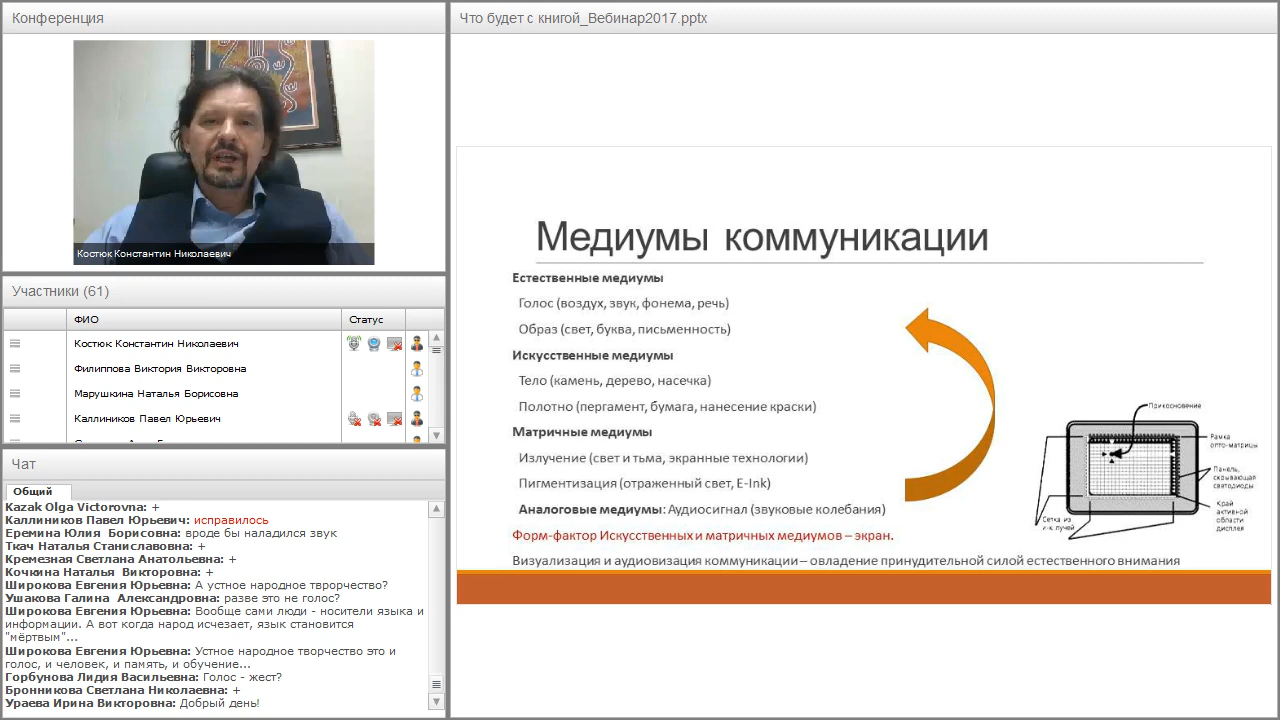 Конференция
Костюк Константин Николаевич
Участники (61)
ФИО
Статус
Костюк Константин Николаевич
Филиппова Виктория Викторовна
Марушкина Наталья Борисовна
Каллиников Павел Юрьевич
Чат
Общий
Kazak Olga Victorovna: +
Каллиников Павел Юрьевич: исправилось
Еремина Юлия Борисовна: вроде бы наладился звук
Ткач Наталья Станиславовна: +
Кремезная Светлана Анатольевна: +
Кочкина Наталья Викторовна: +
Широкова Евгения Юрьевна: А устное народное тврорчество?
Ушакова Галина Александровна: разве это не голос?
Широкова Евгения Юрьевна: Вообще сами люди - носители языка и
информации. А вот когда народ исчезает, язык становится
"мёртвым"...
Широкова Евгения Юрьевна: Устное народное творчество это и
голос, и человек, и память, и обучение...
Горбунова Лидия Васильевна: Голос - жест?
Бронникова Светлана Николаевна: +
Ураева Ирина Викторовна: Добрый день!
Что будет с книгой_Вебинар2017.pptx
Медиумы коммуникации
Естественные медиумы
Голос (воздух, звук, фонема, речь)
Образ (свет, буква, письменность)
Искусственные медиумы
Тело (камень, дерево, насечка)
Полотно (пергамент, бумага, нанесение краски)
Матричные медиумы
Излучение (свет и тьма, экранные технологии)
Пигментизация (отраженный свет, E-Ink)
Аналоговые медиумы: Аудиосигнал (звуковые колебания)
Форм-фактор Искусственных и матричных медиумов – экран.
Визуализация и аудиовизация коммуникации – овладение принудительной силой естественного внимания
Прикосновение
Рамка
опто-матрицы
Панель,
скрывающая
светодиоды
Край
активной
области
дисплея
Сетка из
и-к лучей